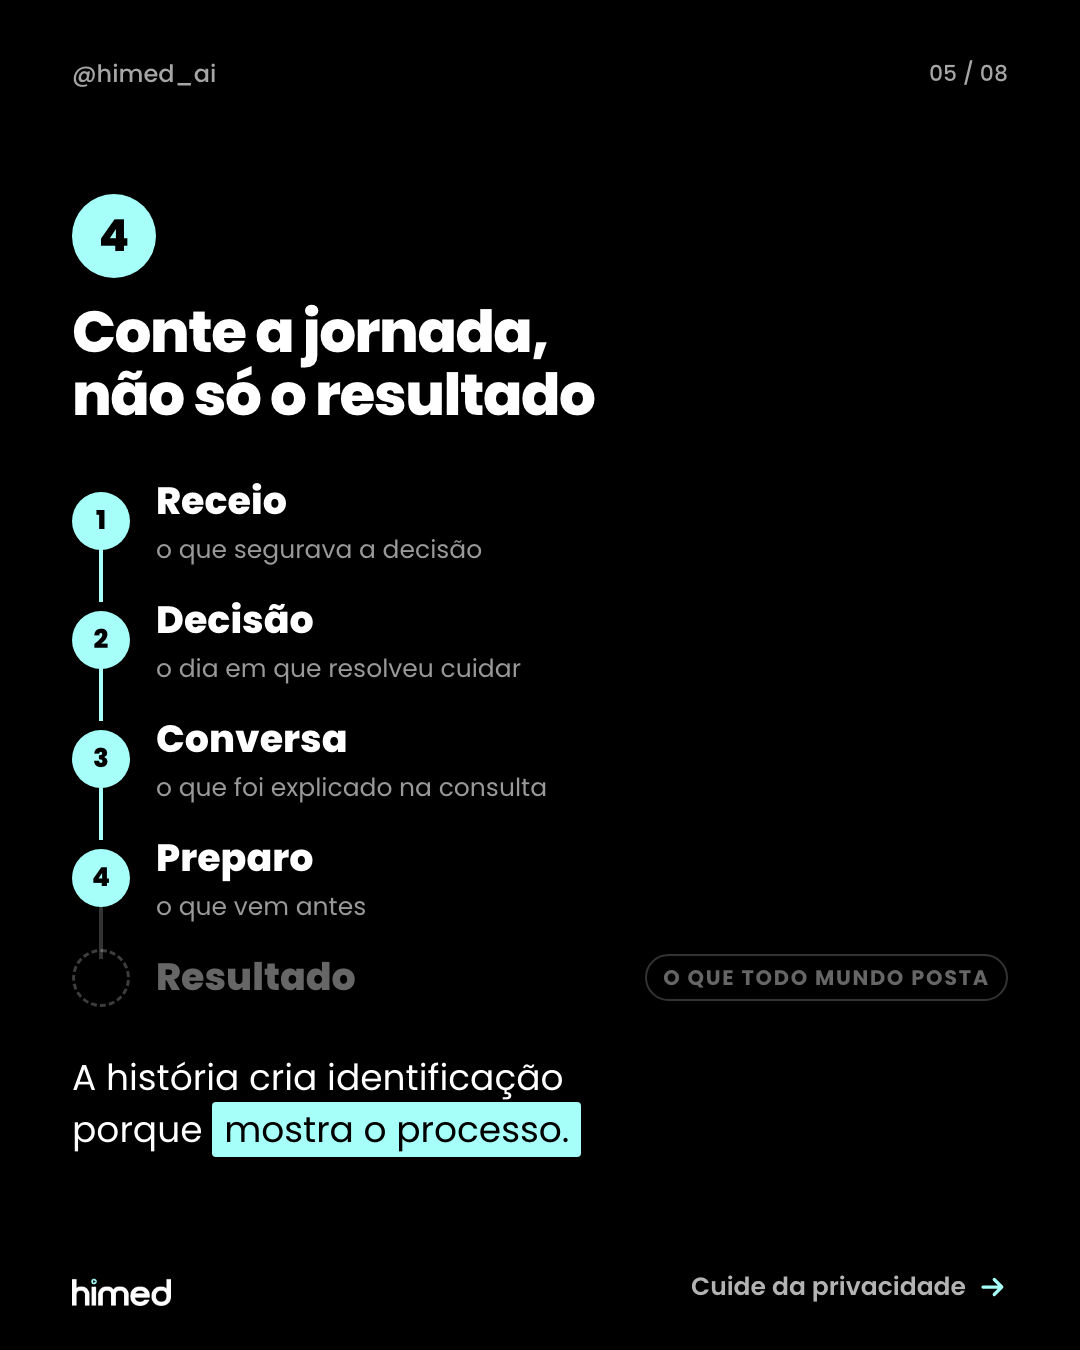 @himed_ai
05 / 08
4
Conte a jornada,
não só o resultado
1
Receio
o que segurava a decisão
2
Decisão
o dia em que resolveu cuidar
3
Conversa
o que foi explicado na consulta
4
Preparo
o que vem antes
Resultado
O QUE TODO MUNDO POSTA
A história cria identificação
porque mostra o processo.
himed
Cuide da privacidade →